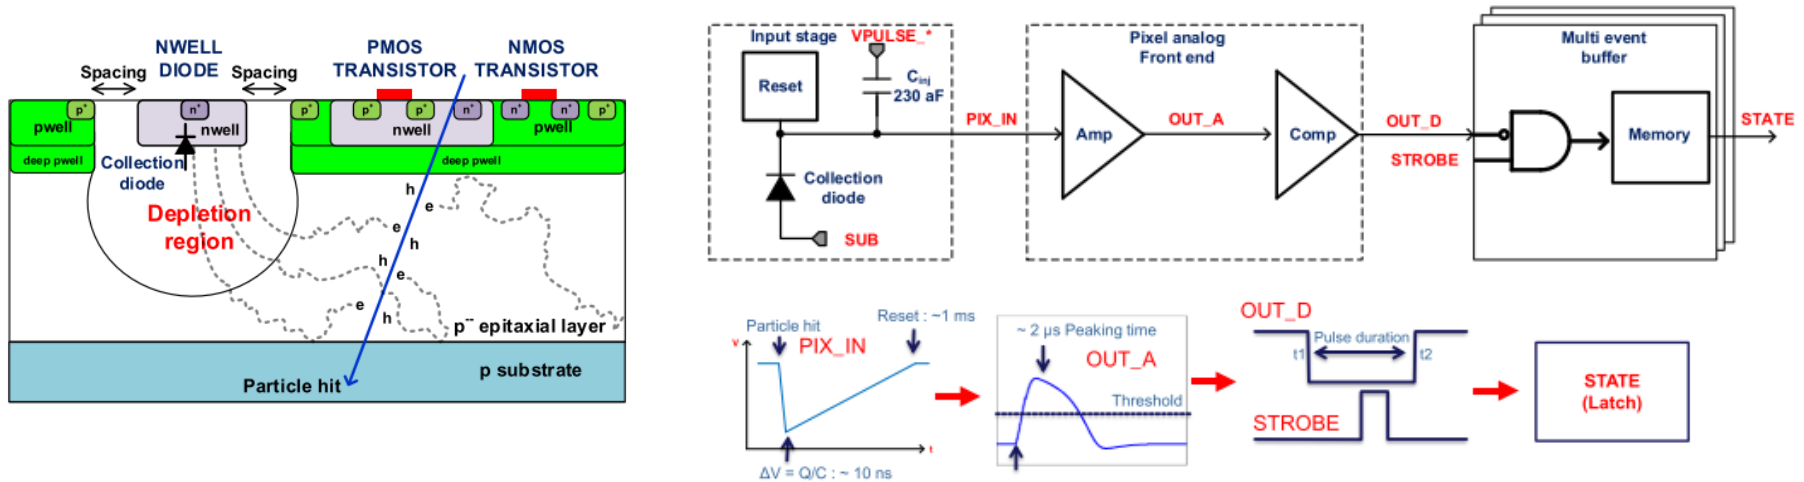 NWELL
DIODE
PMOS
TRANSISTOR
NMOS
TRANSISTOR
Spacing
Spacing
p+
n+
p+
p+
p+
n+
n+
n+
p+
pwell
nwell
nwell
pwell
deep pwell
deep pwell
Collection
diode
Depletion
region
h
e
e
h
h
e
e
h
p-- epitaxial layer
Particle hit
p substrate
Input stage
VPULSE_*
Reset
Cinj
230 aF
Collection
diode
SUB
PIX_IN
Pixel analog
Front end
Amp
OUT_A
Comp
OUT_D
STROBE
Multi event
buffer
Memory
STATE
Particle hit
PIX_IN
Reset : ~1 ms
V
t
ΔV = Q/C : ~ 10 ns
~ 2 µs Peaking time
OUT_A
Threshold
OUT_D
Pulse duration
t1
t2
STROBE
STATE
(Latch)